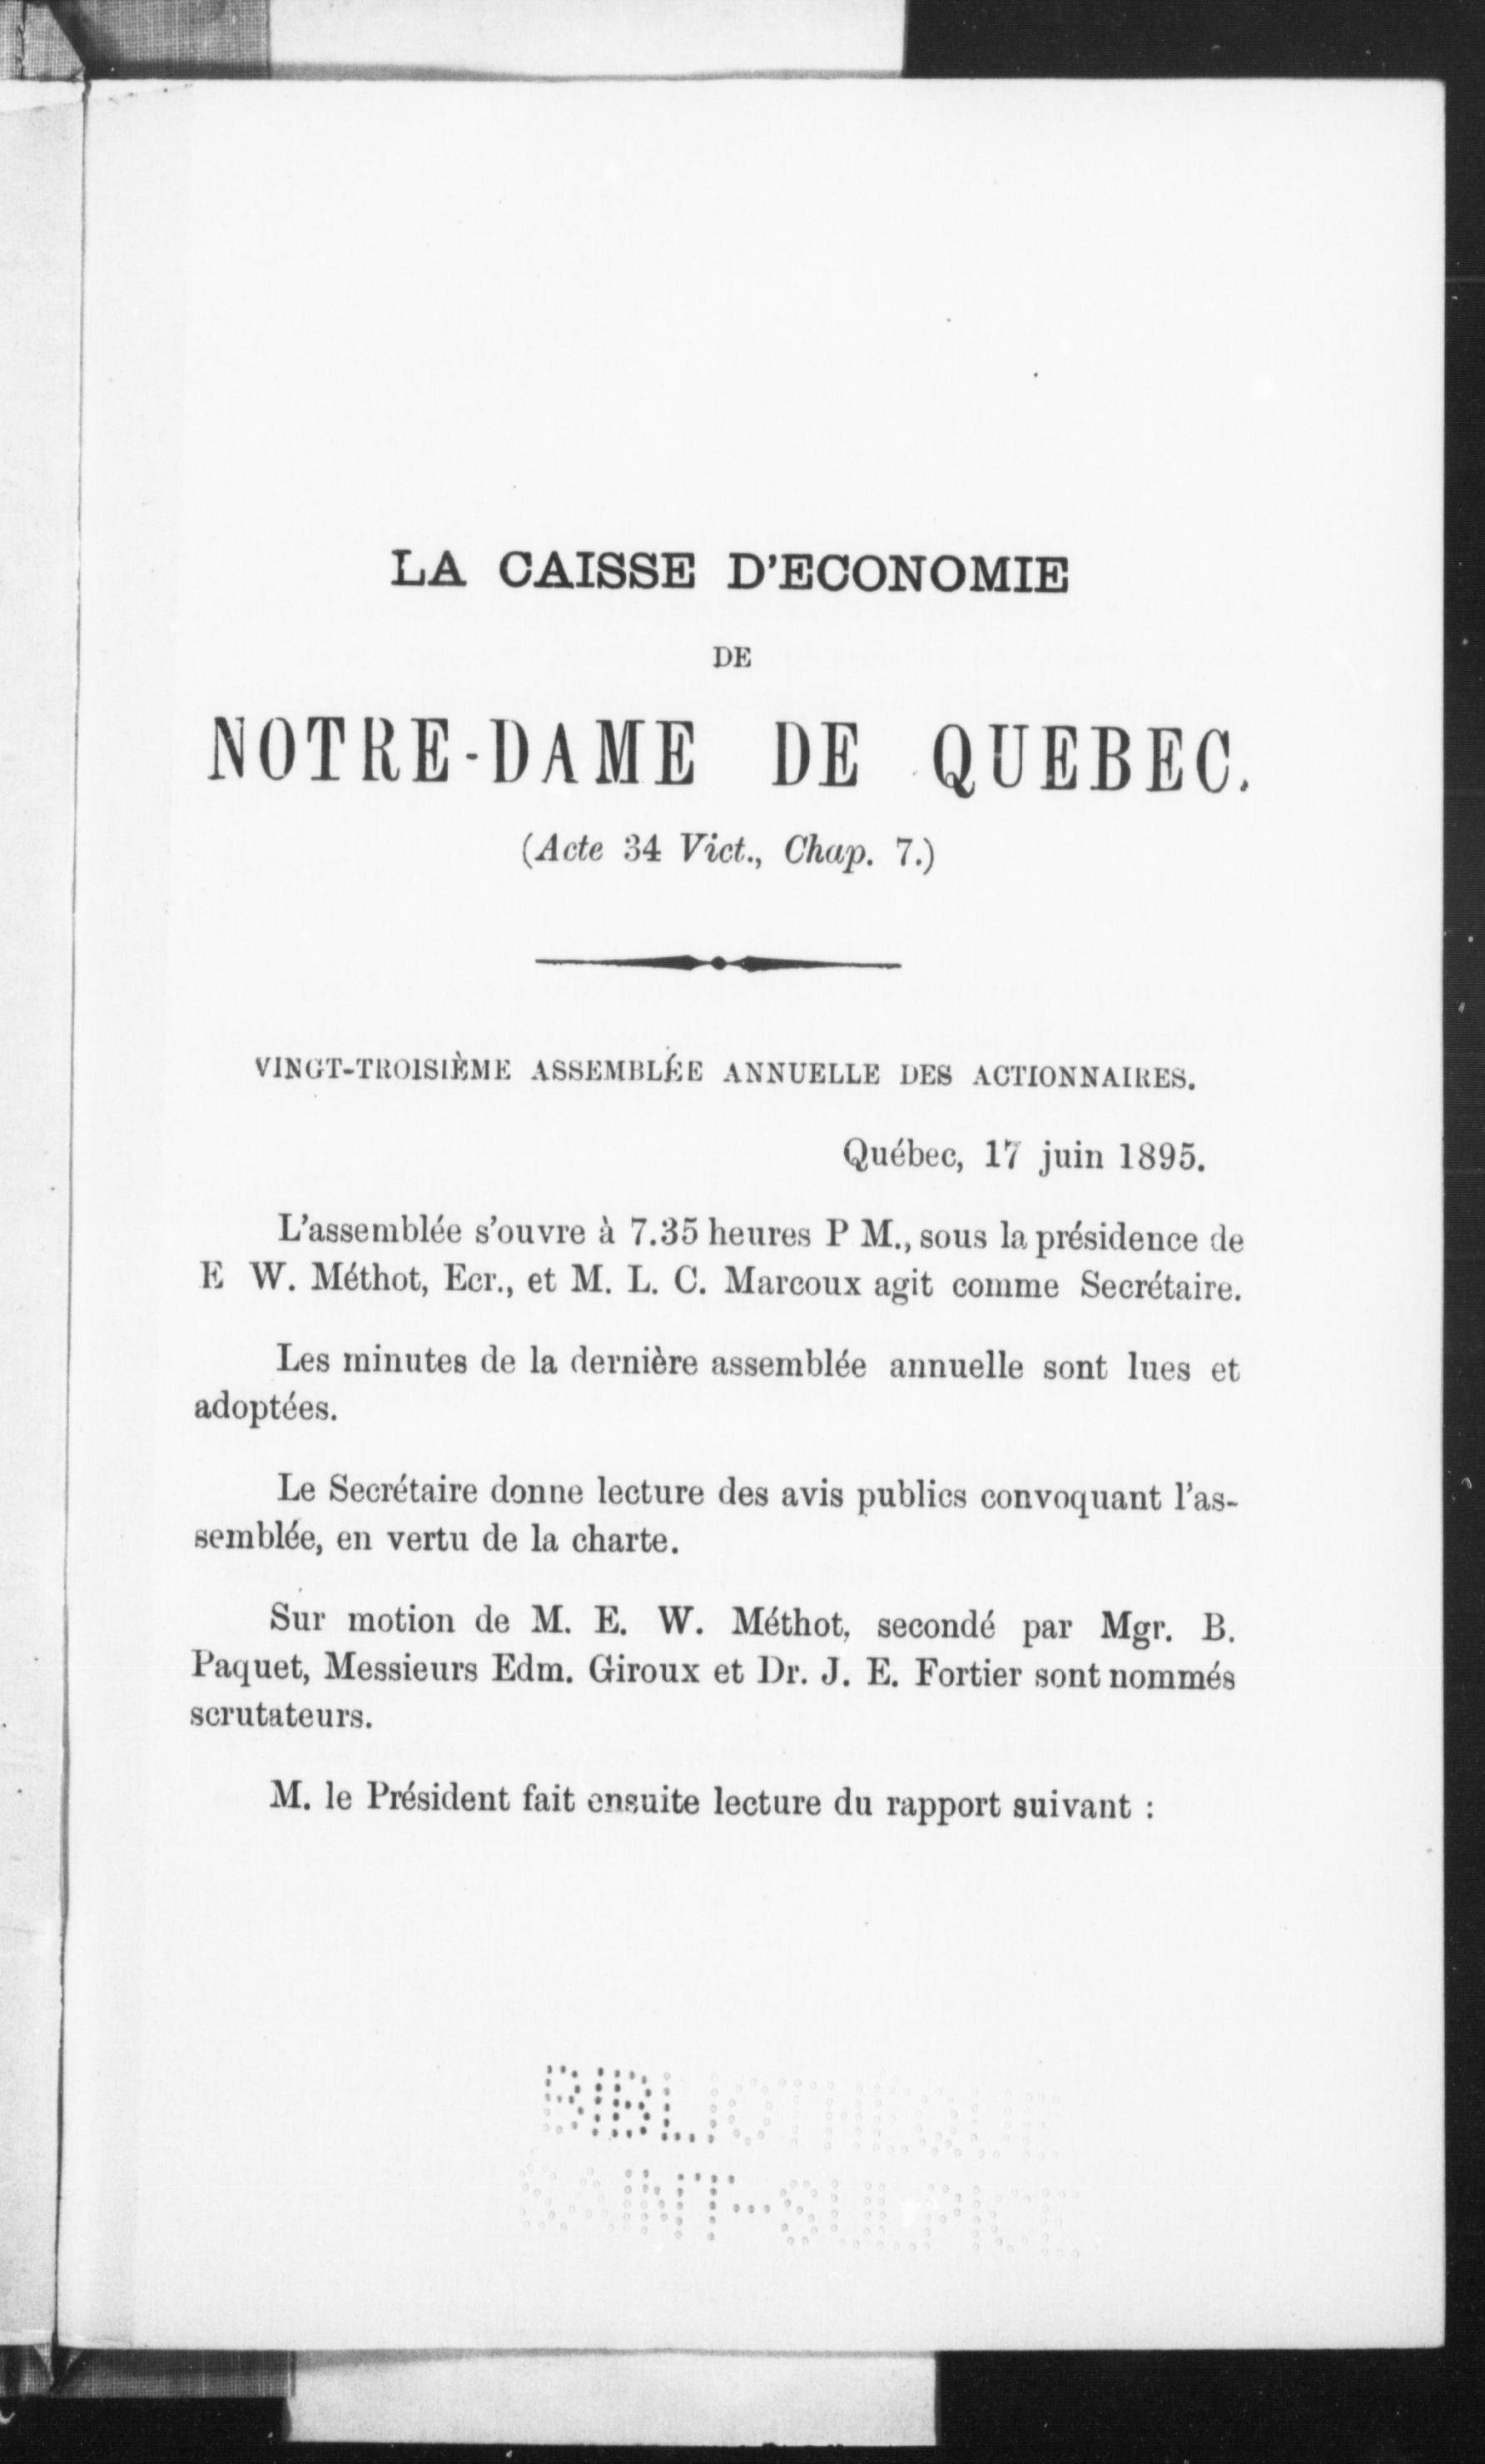 LA CAISSE D'ECONOMIE
DE
NOTRE-DAME DE QUEBEC.
(Acte 34 Vict., Chap. 7.)
VINGT-TROISIÈME ASSEMBLÉE ANNUELLE DES ACTIONNAIRES.
Québec, 17 juin 1895.
L'assemblée s'ouvre à 7.35 heures P M., sous la présidence de
E W. Méthot, Ecr., et M. L. C. Marcoux agit comme Secrétaire.
Les minutes de la dernière assemblée annuelle sont lues et
adoptées.
Le Secrétaire donne lecture des avis publics convoquant l'as-
semblée, en vertu de la charte.
Sur motion de M. E. W. Méthot, secondé par Mgr. B.
Paquet, Messieurs Edm. Giroux et Dr. J. E. Fortier sont nommés
scrutateurs.
M. le Président fait ensuite lecture du rapport suivant :
BIBLIOTHEQUE
SAINT-SULPICE